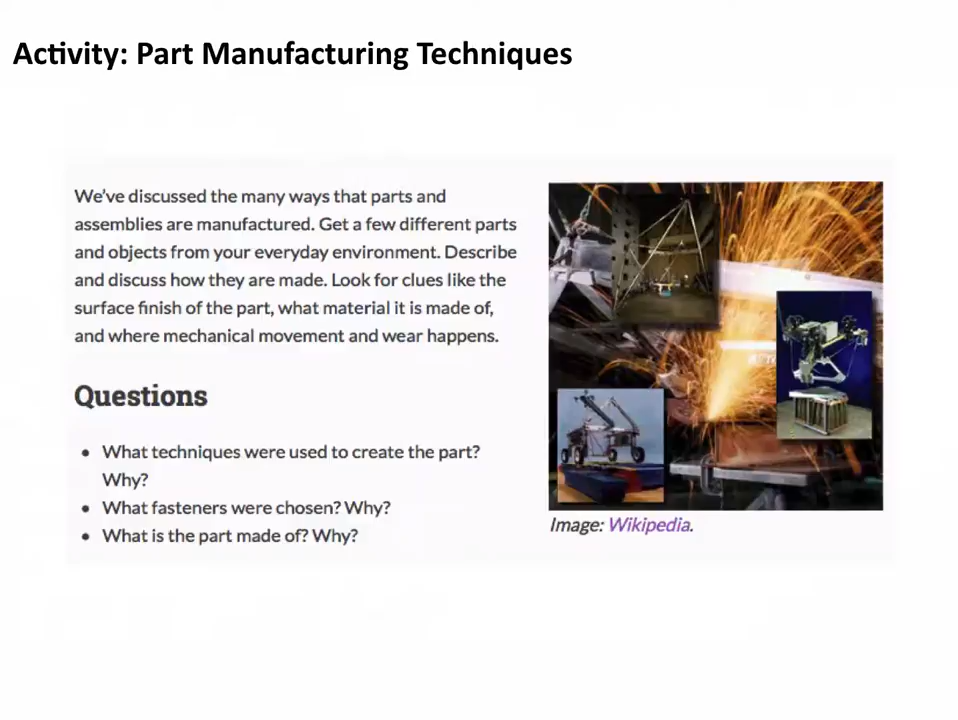 Activity: Part Manufacturing Techniques
We've discussed the many ways that parts and
assemblies are manufactured. Get a few different parts
and objects from your everyday environment. Describe
and discuss how they are made. Look for clues like the
surface finish of the part, what material it is made of,
and where mechanical movement and wear happens.
Questions
• What techniques were used to create the part?
Why?
• What fasteners were chosen? Why?
• What is the part made of? Why?
Image: Wikipedia.